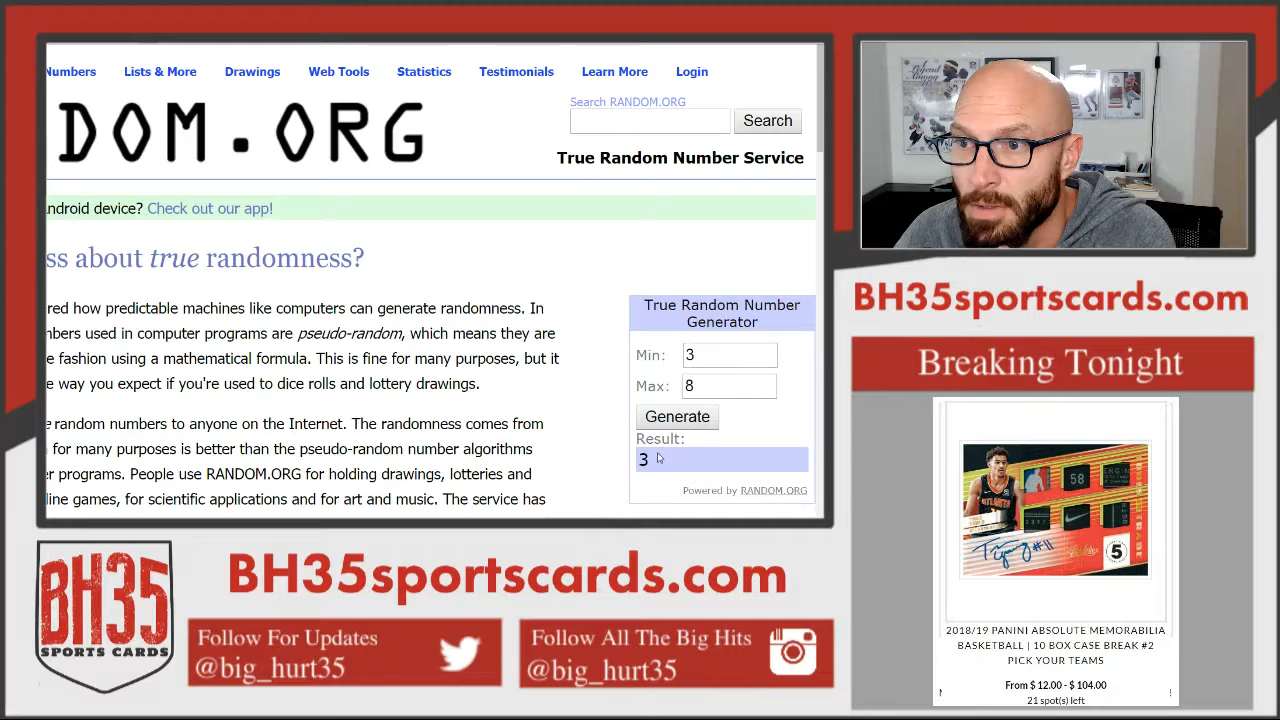 Numbers Lists & More Drawings Web Tools Statistics Testimonials Learn More Login
Search RANDOM.ORG
DOM.ORG
Search
True Random Number Service
ndroid device? Check out our app!
ss about true randomness?
red how predictable machines like computers can generate randomness. In
nbers used in computer programs are pseudo-random, which means they are
e fashion using a mathematical formula. This is fine for many purposes, but it
e way you expect if you're used to dice rolls and lottery drawings.
e random numbers to anyone on the Internet. The randomness comes from
for many purposes is better than the pseudo-random number algorithms
er programs. People use RANDOM.ORG for holding drawings, lotteries and
line games, for scientific applications and for art and music. The service has
True Random Number
Generator
Min: 3
Max: 8
Generate
Result:
3
Powered by RANDOM.ORG
BH35sportscards.com
Breaking Tonight
58
5
2018/19 PANINI ABSOLUTE MEMORABILIA
BASKETBALL | 10 BOX CASE BREAK #2
PICK YOUR TEAMS
From $ 12.00 - $ 104.00
21 spot(s) left
BH35
SPORTS CARDS
BH35sportscards.com
Follow For Updates
@big_hurt35
Follow All The Big Hits
@big_hurt35